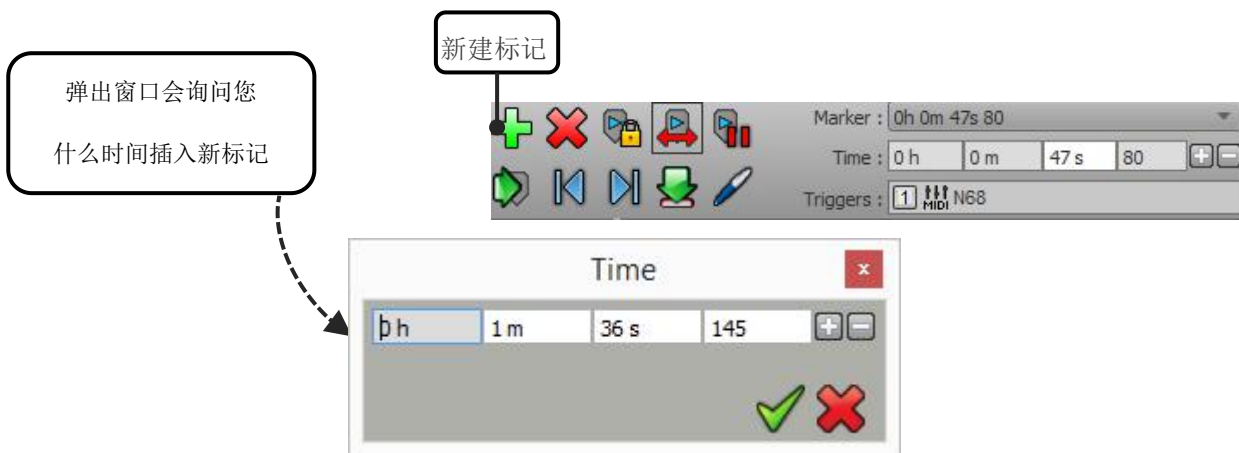 新建标记
弹出窗口会询问您
什么时间插入新标记
Marker : 0h 0m 47s 80
Time : 0 h 0 m 47 s 80
Triggers : 1 MIDI N68
Time
0 h 1 m 36 s 145